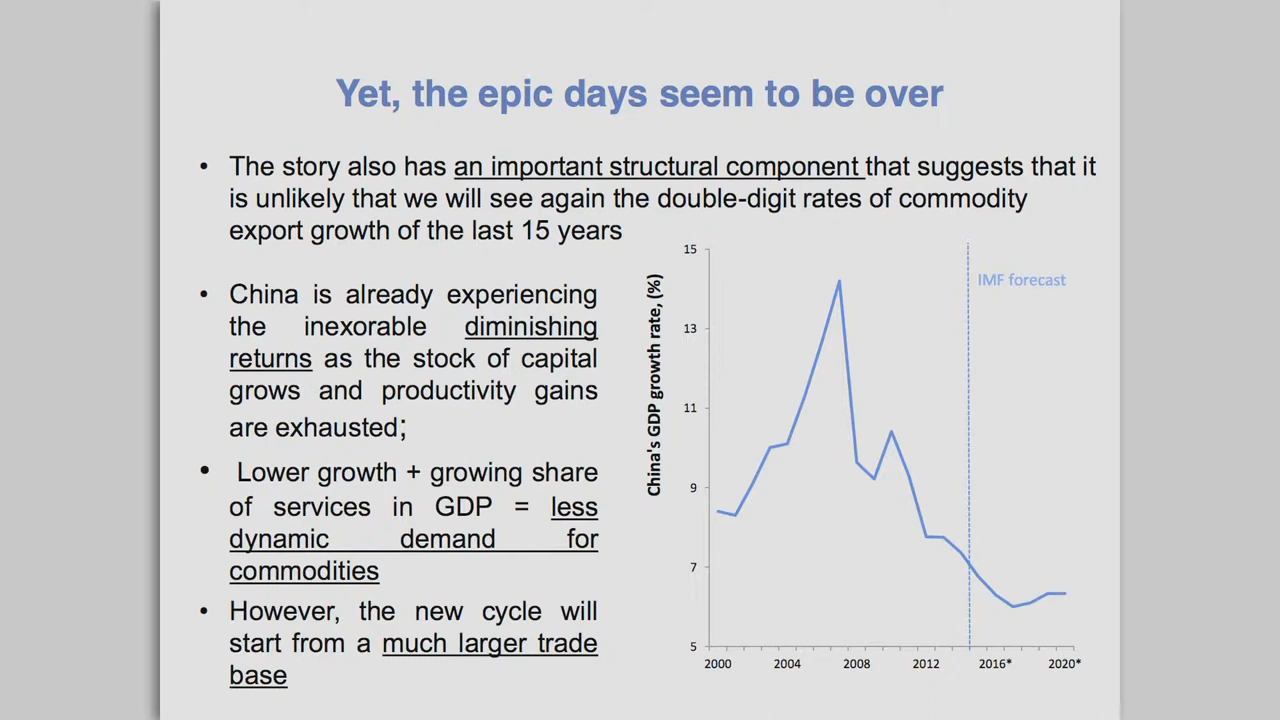 Yet, the epic days seem to be over
• The story also has an important structural component that suggests that it
is unlikely that we will see again the double-digit rates of commodity
export growth of the last 15 years
• China is already experiencing
the inexorable diminishing
returns as the stock of capital
grows and productivity gains
are exhausted;
• Lower growth + growing share
of services in GDP = less
dynamic demand for
commodities
• However, the new cycle will
start from a much larger trade
base
China's GDP growth rate, (%)
15
13
11
9
7
5
IMF forecast
2000 2004 2008 2012 2016* 2020*